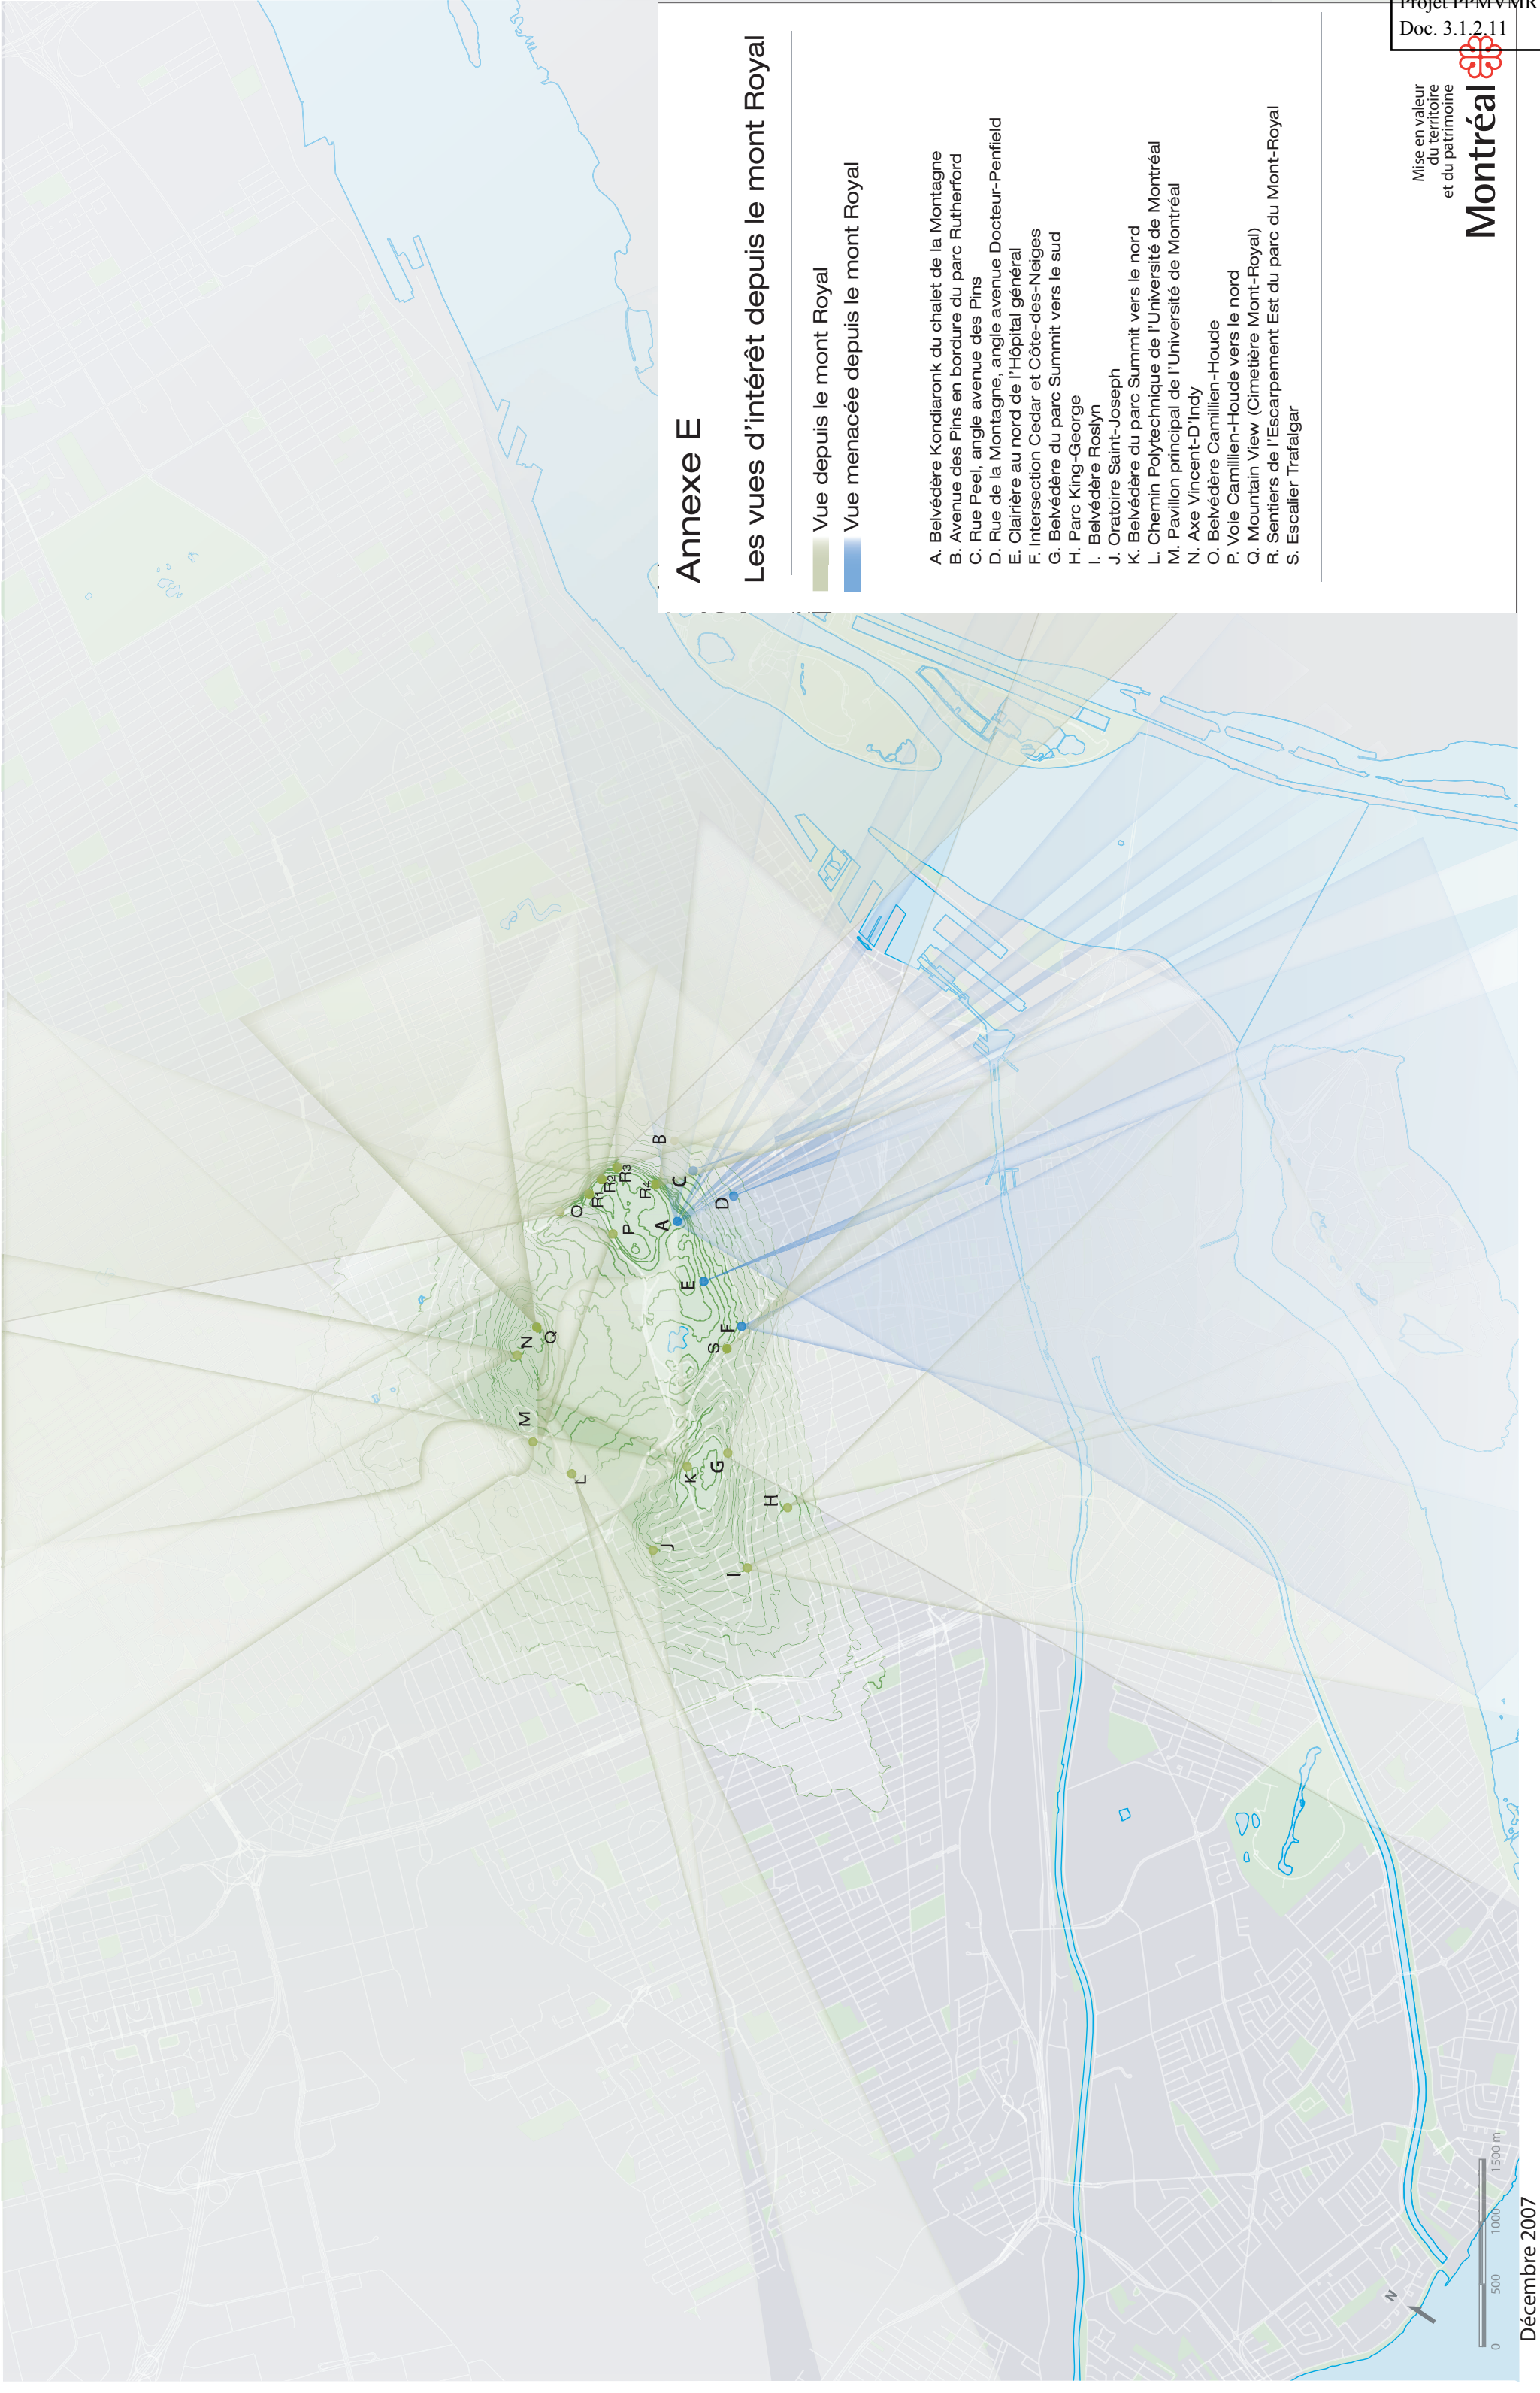 Projet PPMVMR
Doc. 3.1.2.11
Annexe E
Les vues d'intérêt depuis le mont Royal
Vue depuis le mont Royal
Vue menacée depuis le mont Royal
A. Belvédère Kondiaronk du chalet de la Montagne
B. Avenue des Pins en bordure du parc Rutherford
C. Rue Peel, angle avenue des Pins
D. Rue de la Montagne, angle avenue Docteur-Penfield
E. Clairière au nord de l'Hôpital général
F. Intersection Cedar et Côte-des-Neiges
G. Belvédère du parc Summit vers le sud
H. Parc King-George
I. Belvédère Roslyn
J. Oratoire Saint-Joseph
K. Belvédère du parc Summit vers le nord
L. Chemin Polytechnique de l'Université de Montréal
M. Pavillon principal de l'Université de Montréal
N. Axe Vincent-D'Indy
O. Belvédère Camillien-Houde
P. Voie Camillien-Houde vers le nord
Q. Mountain View (Cimetière Mont-Royal)
R. Sentiers de l'Escarpement Est du parc du Mont-Royal
S. Escalier Trafalgar
Mise en valeur
du territoire
et du patrimoine
Montréal
O
R1
R2
R3
R4
P
B
C
A
D
E
F
S
N
Q
M
L
K
G
J
I
H
N
0 500 1000 1500 m
Décembre 2007